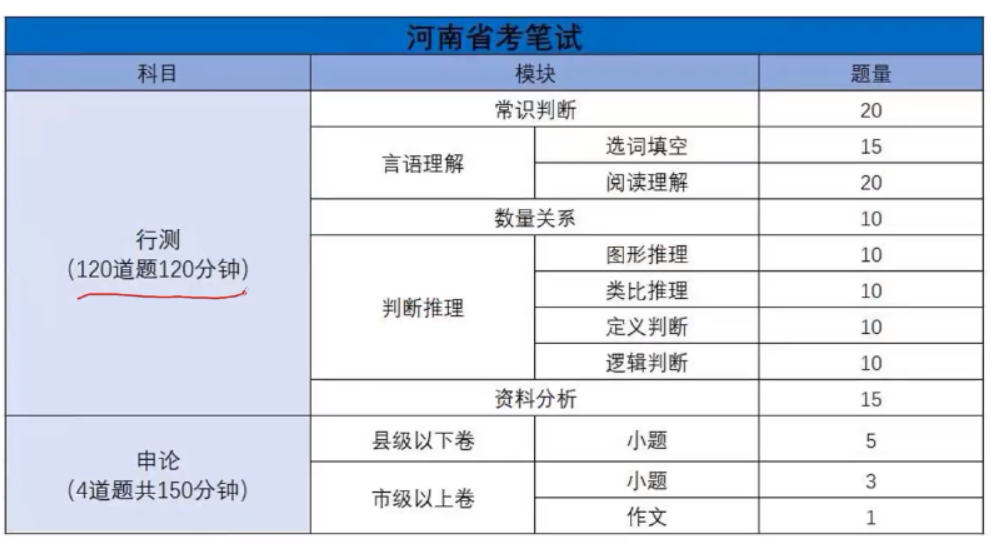 河南省考笔试
科目 模块 题量
常识判断 20
言语理解 选词填空 15
阅读理解 20
数量关系 10
行测
(120道题120分钟)
判断推理 图形推理 10
类比推理 10
定义判断 10
逻辑判断 10
资料分析 15
申论
(4道题共150分钟)
县级以下卷 小题 5
市级以上卷 小题 3
作文 1